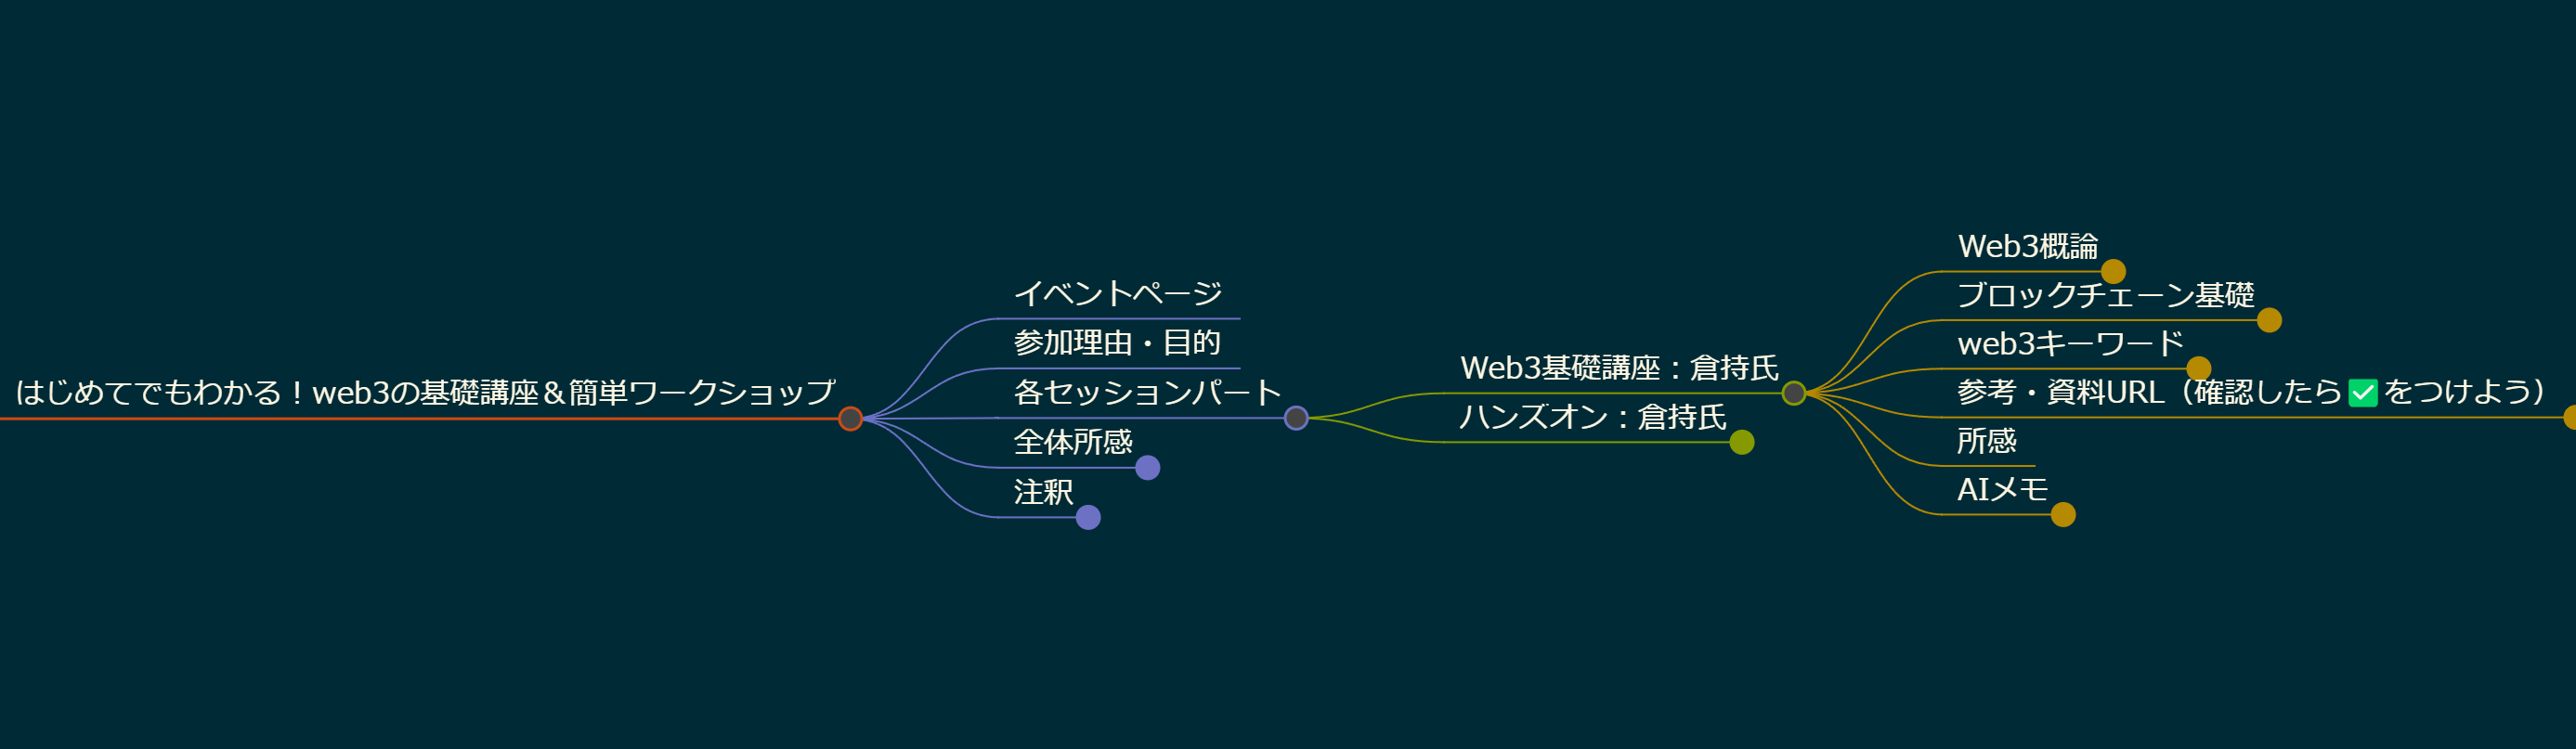 はじめてでもわかる！web3の基礎講座＆簡単ワークショップ
イベントページ
参加理由・目的
各セッションパート
全体所感
注釈
Web3基礎講座：倉持氏
ハンズオン：倉持氏
Web3概論
ブロックチェーン基礎
web3キーワード
参考・資料URL（確認したら✅をつけよう）
所感
AIメモ